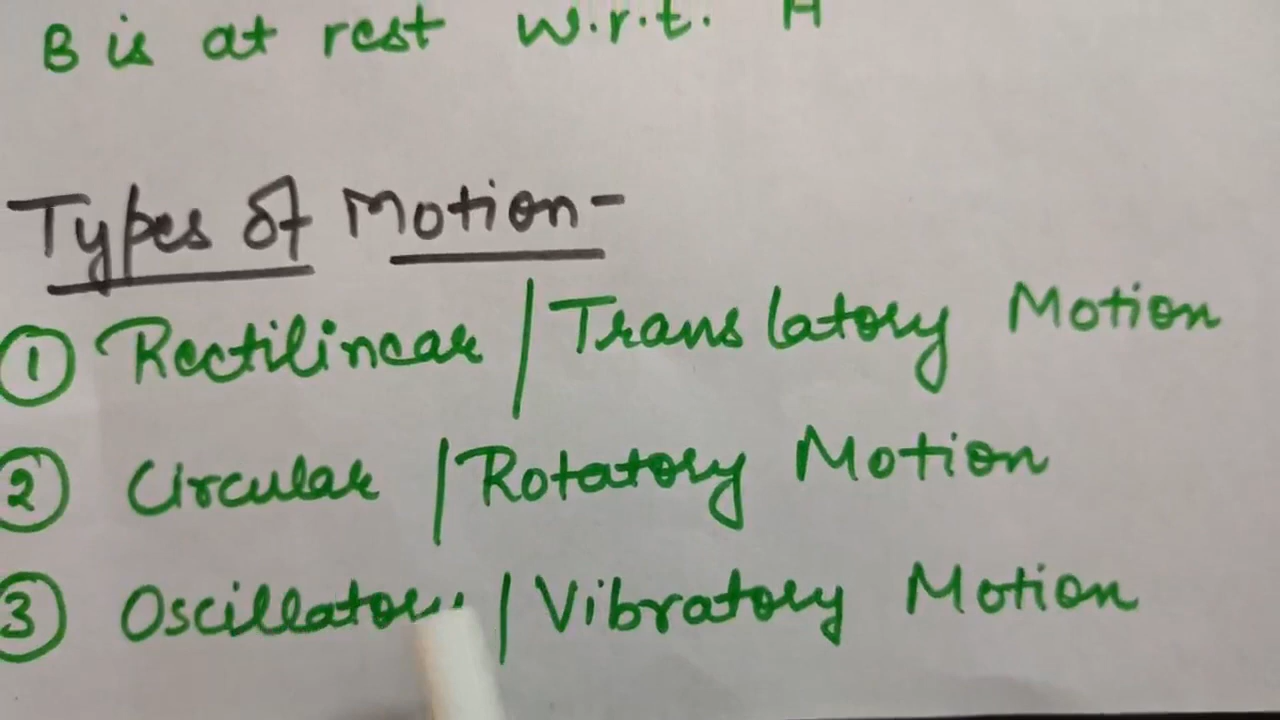 B is at rest w.r.t. A
Types of Motion-
① Rectilinear / Translatory Motion
② Circular / Rotatory Motion
③ Oscillatory / Vibratory Motion